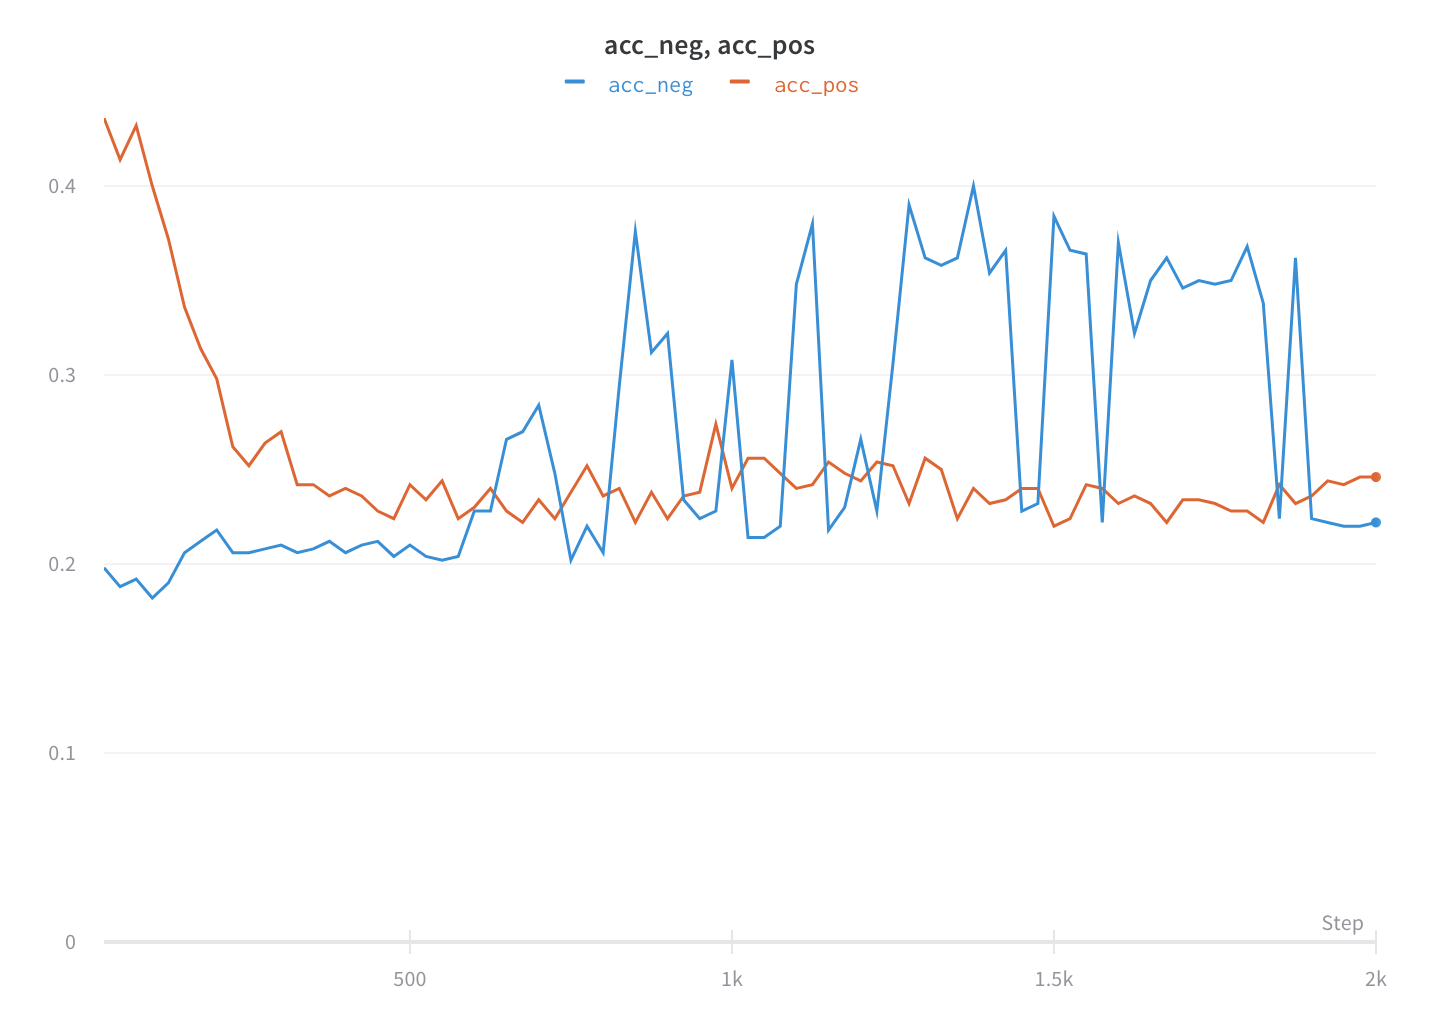 acc_neg, acc_pos
acc_neg acc_pos
0.4
0.3
0.2
0.1
0
Step
500 1k 1.5k 2k